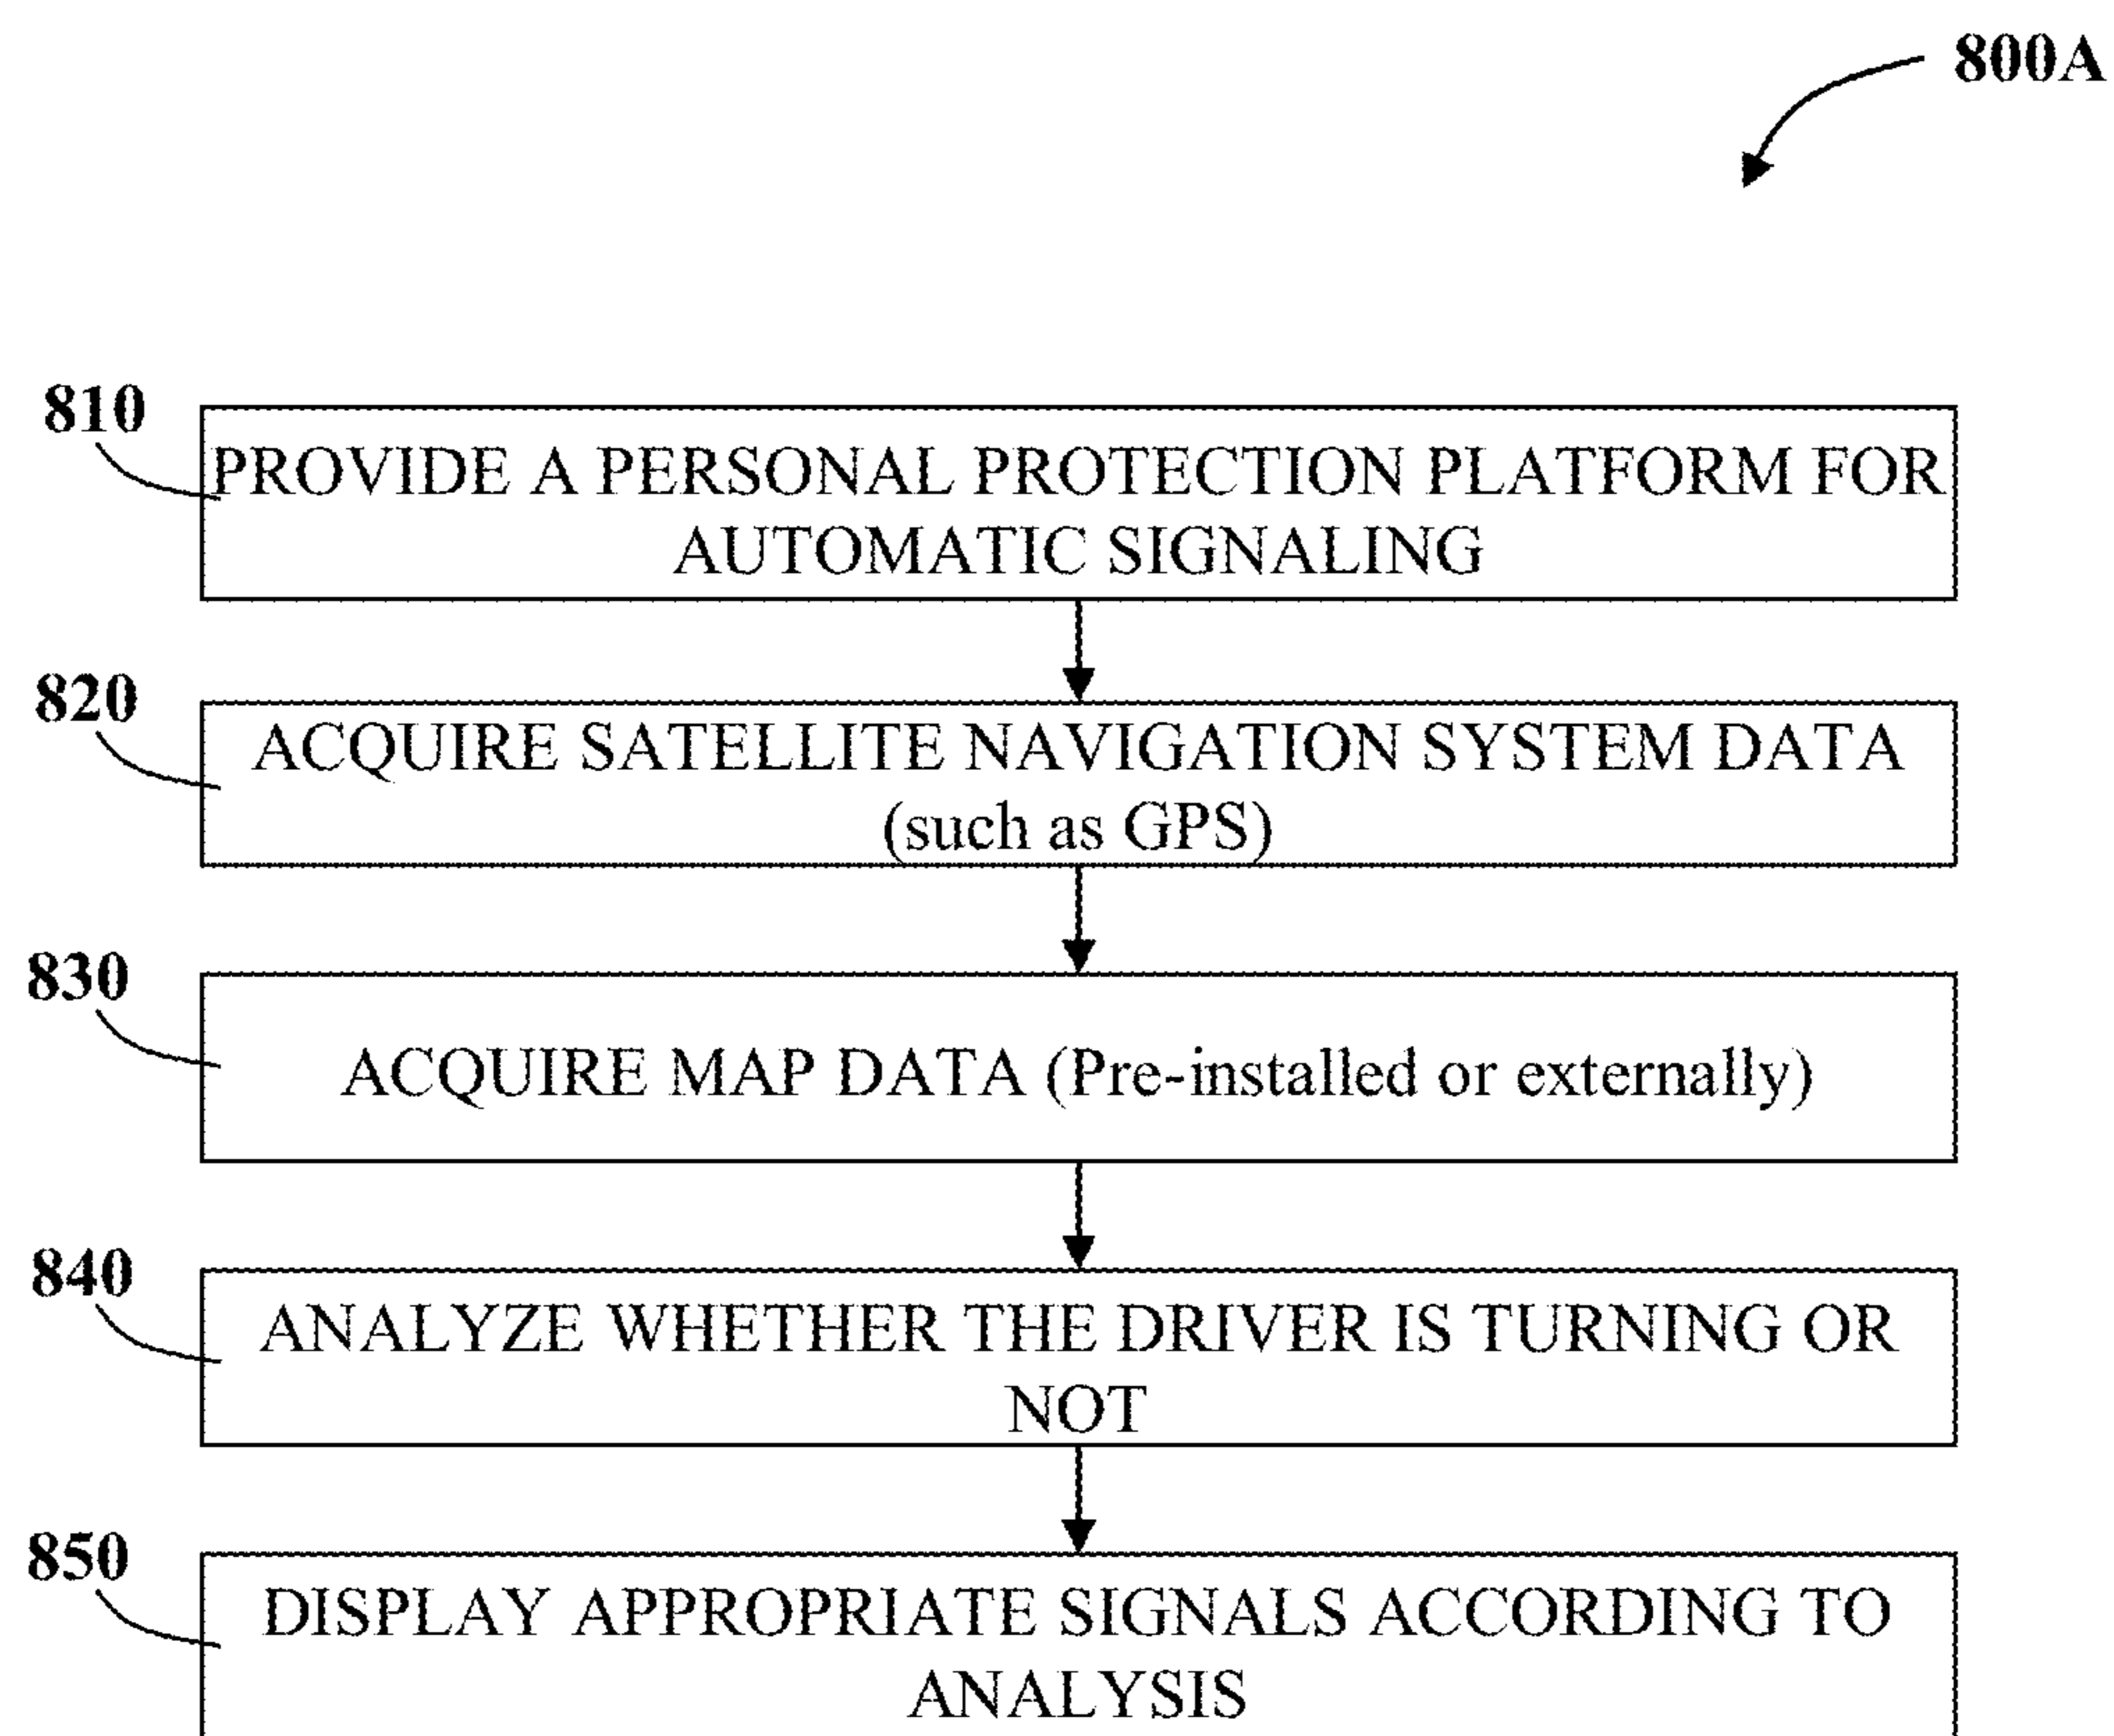 800A
810
PROVIDE A PERSONAL PROTECTION PLATFORM FOR
AUTOMATIC SIGNALING
820
ACQUIRE SATELLITE NAVIGATION SYSTEM DATA
(such as GPS)
830
ACQUIRE MAP DATA (Pre-installed or externally)
840
ANALYZE WHETHER THE DRIVER IS TURNING OR
NOT
850
DISPLAY APPROPRIATE SIGNALS ACCORDING TO
ANALYSIS